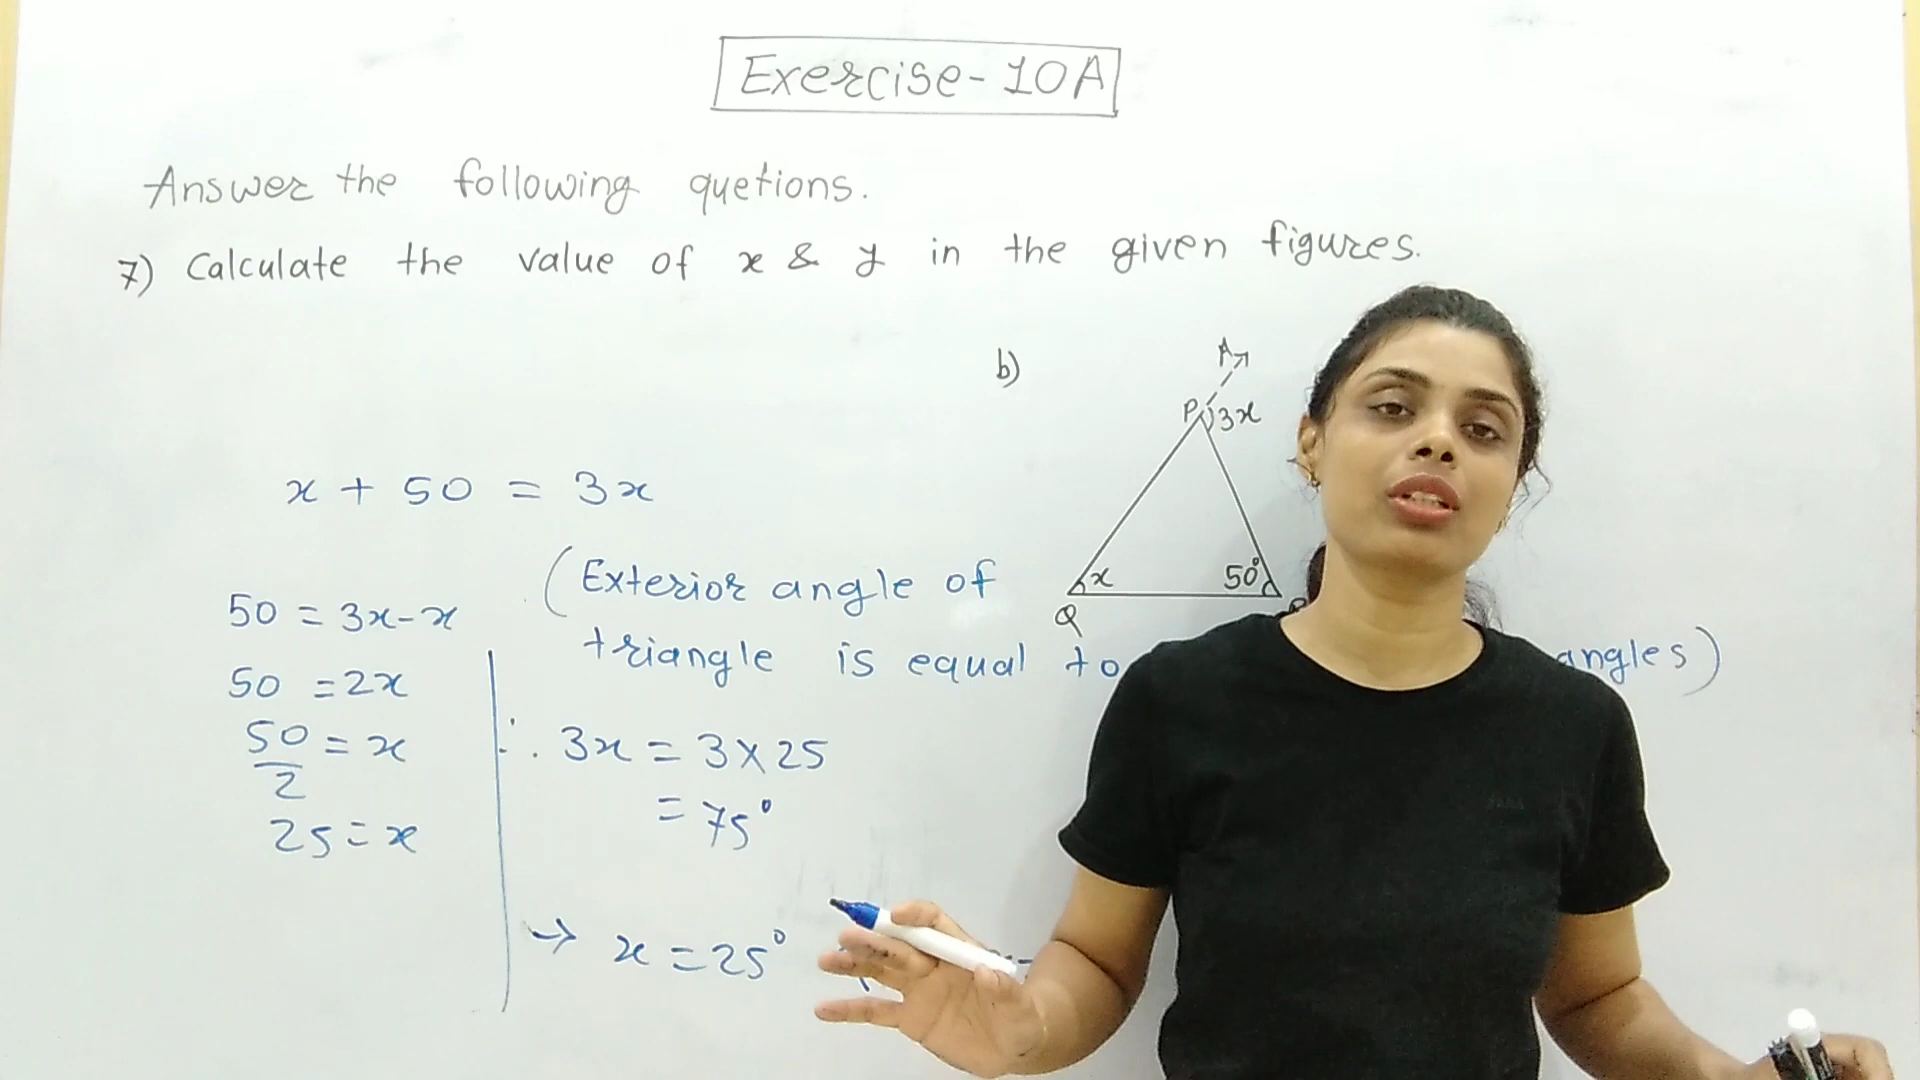 Exercise-10A
Answer the following quetions.
7) Calculate the value of x & y in the given figures.
b)
A
P 3x
x 50°
Q
x + 50 = 3x
(Exterior angle of
triangle is equal to angles)
50 = 3x-x
50 = 2x
50/2 = x
25 = x
∴ 3x = 3 × 25
= 75°
→ x = 25°